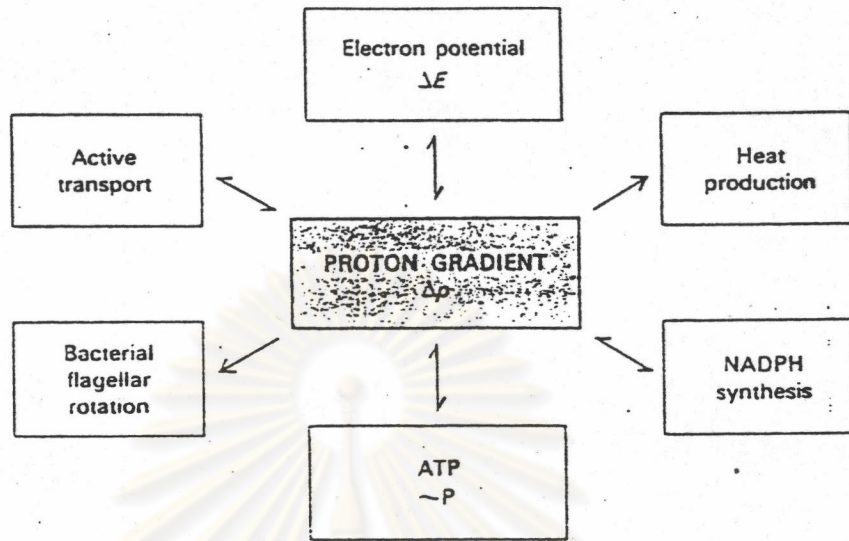 Electron potential
ΔE
Active
transport
Heat
production
PROTON GRADIENT
Δp
Bacterial
flagellar
rotation
NADPH
synthesis
ATP
~P